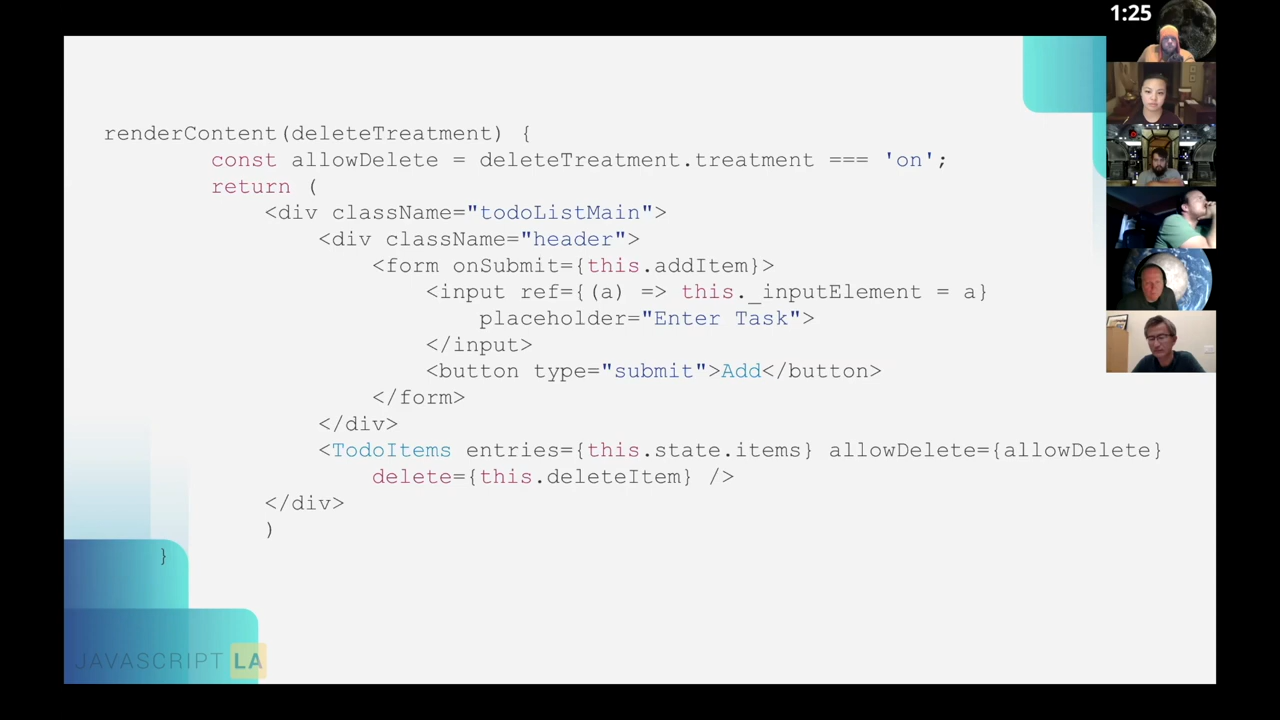 1:25
renderContent(deleteTreatment) {
const allowDelete = deleteTreatment.treatment === 'on';
return (
<div className="todoListMain">
<div className="header">
<form onSubmit={this.addItem}>
<input ref={(a) => this._inputElement = a}
placeholder="Enter Task">
</input>
<button type="submit">Add</button>
</form>
</div>
<TodoItems entries={this.state.items} allowDelete={allowDelete}
delete={this.deleteItem} />
</div>
)
}
JAVASCRIPT LA